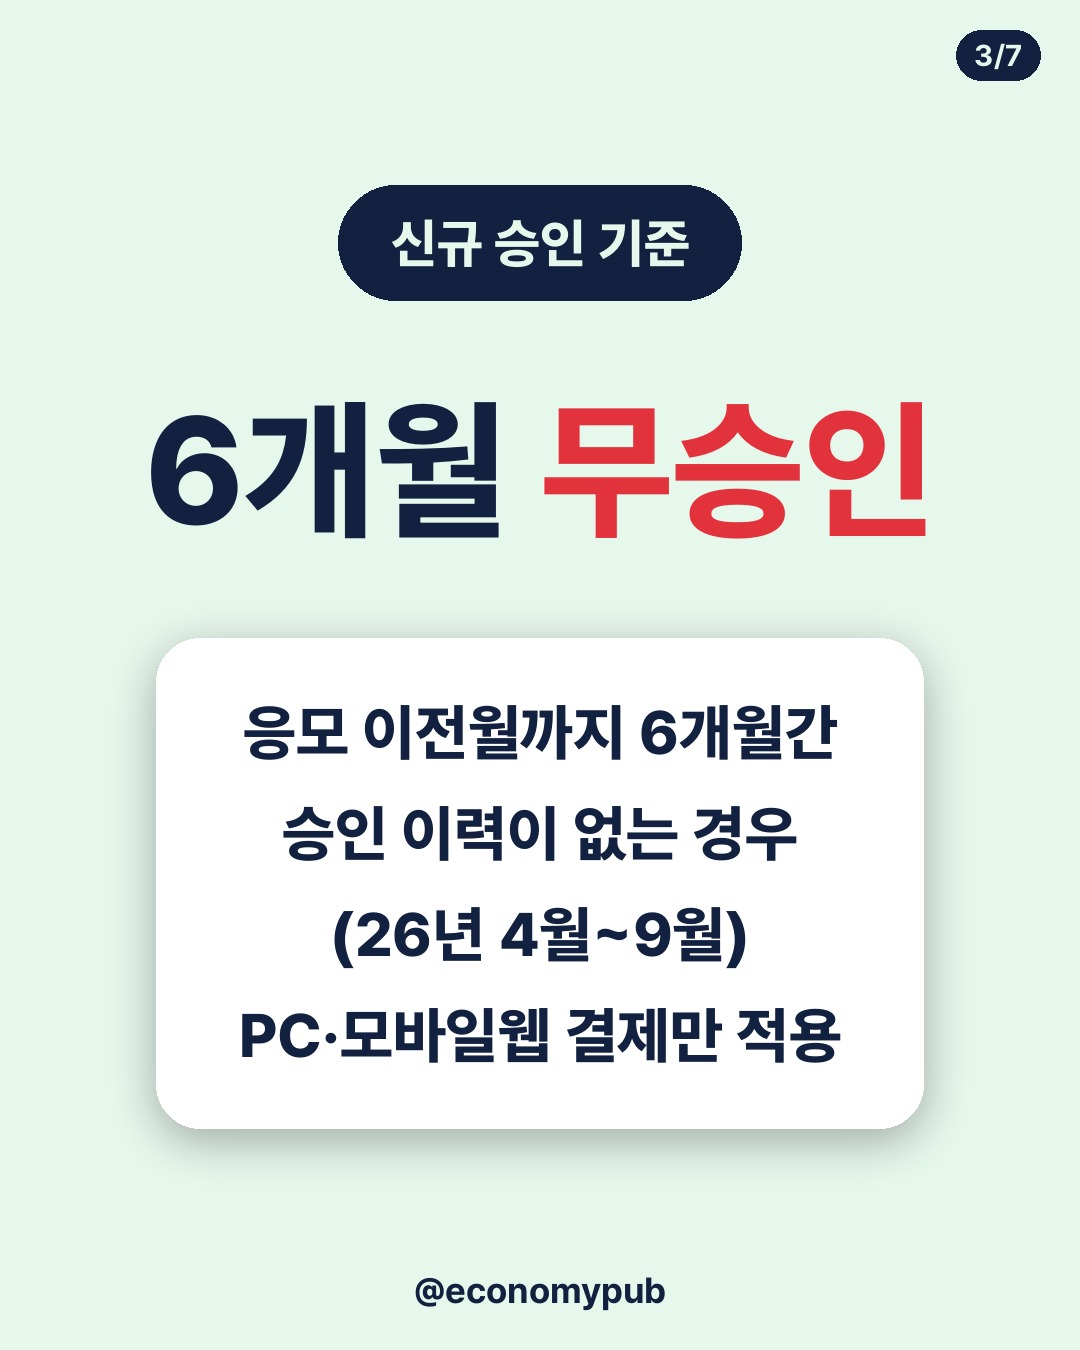 3/7
신규 승인 기준
6개월 무승인
응모 이전월까지 6개월간
승인 이력이 없는 경우
(26년 4월~9월)
PC·모바일웹 결제만 적용
@economypub